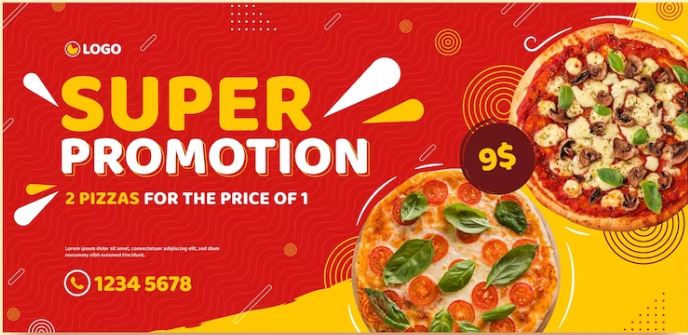 LOGO
SUPER
PROMOTION
2 PIZZAS FOR THE PRICE OF 1
9$
Lorem ipsum dolor sit amet, consectetuer adipiscing elit, sed diam
nonummy nibh euismod tincidunt.
1234 5678